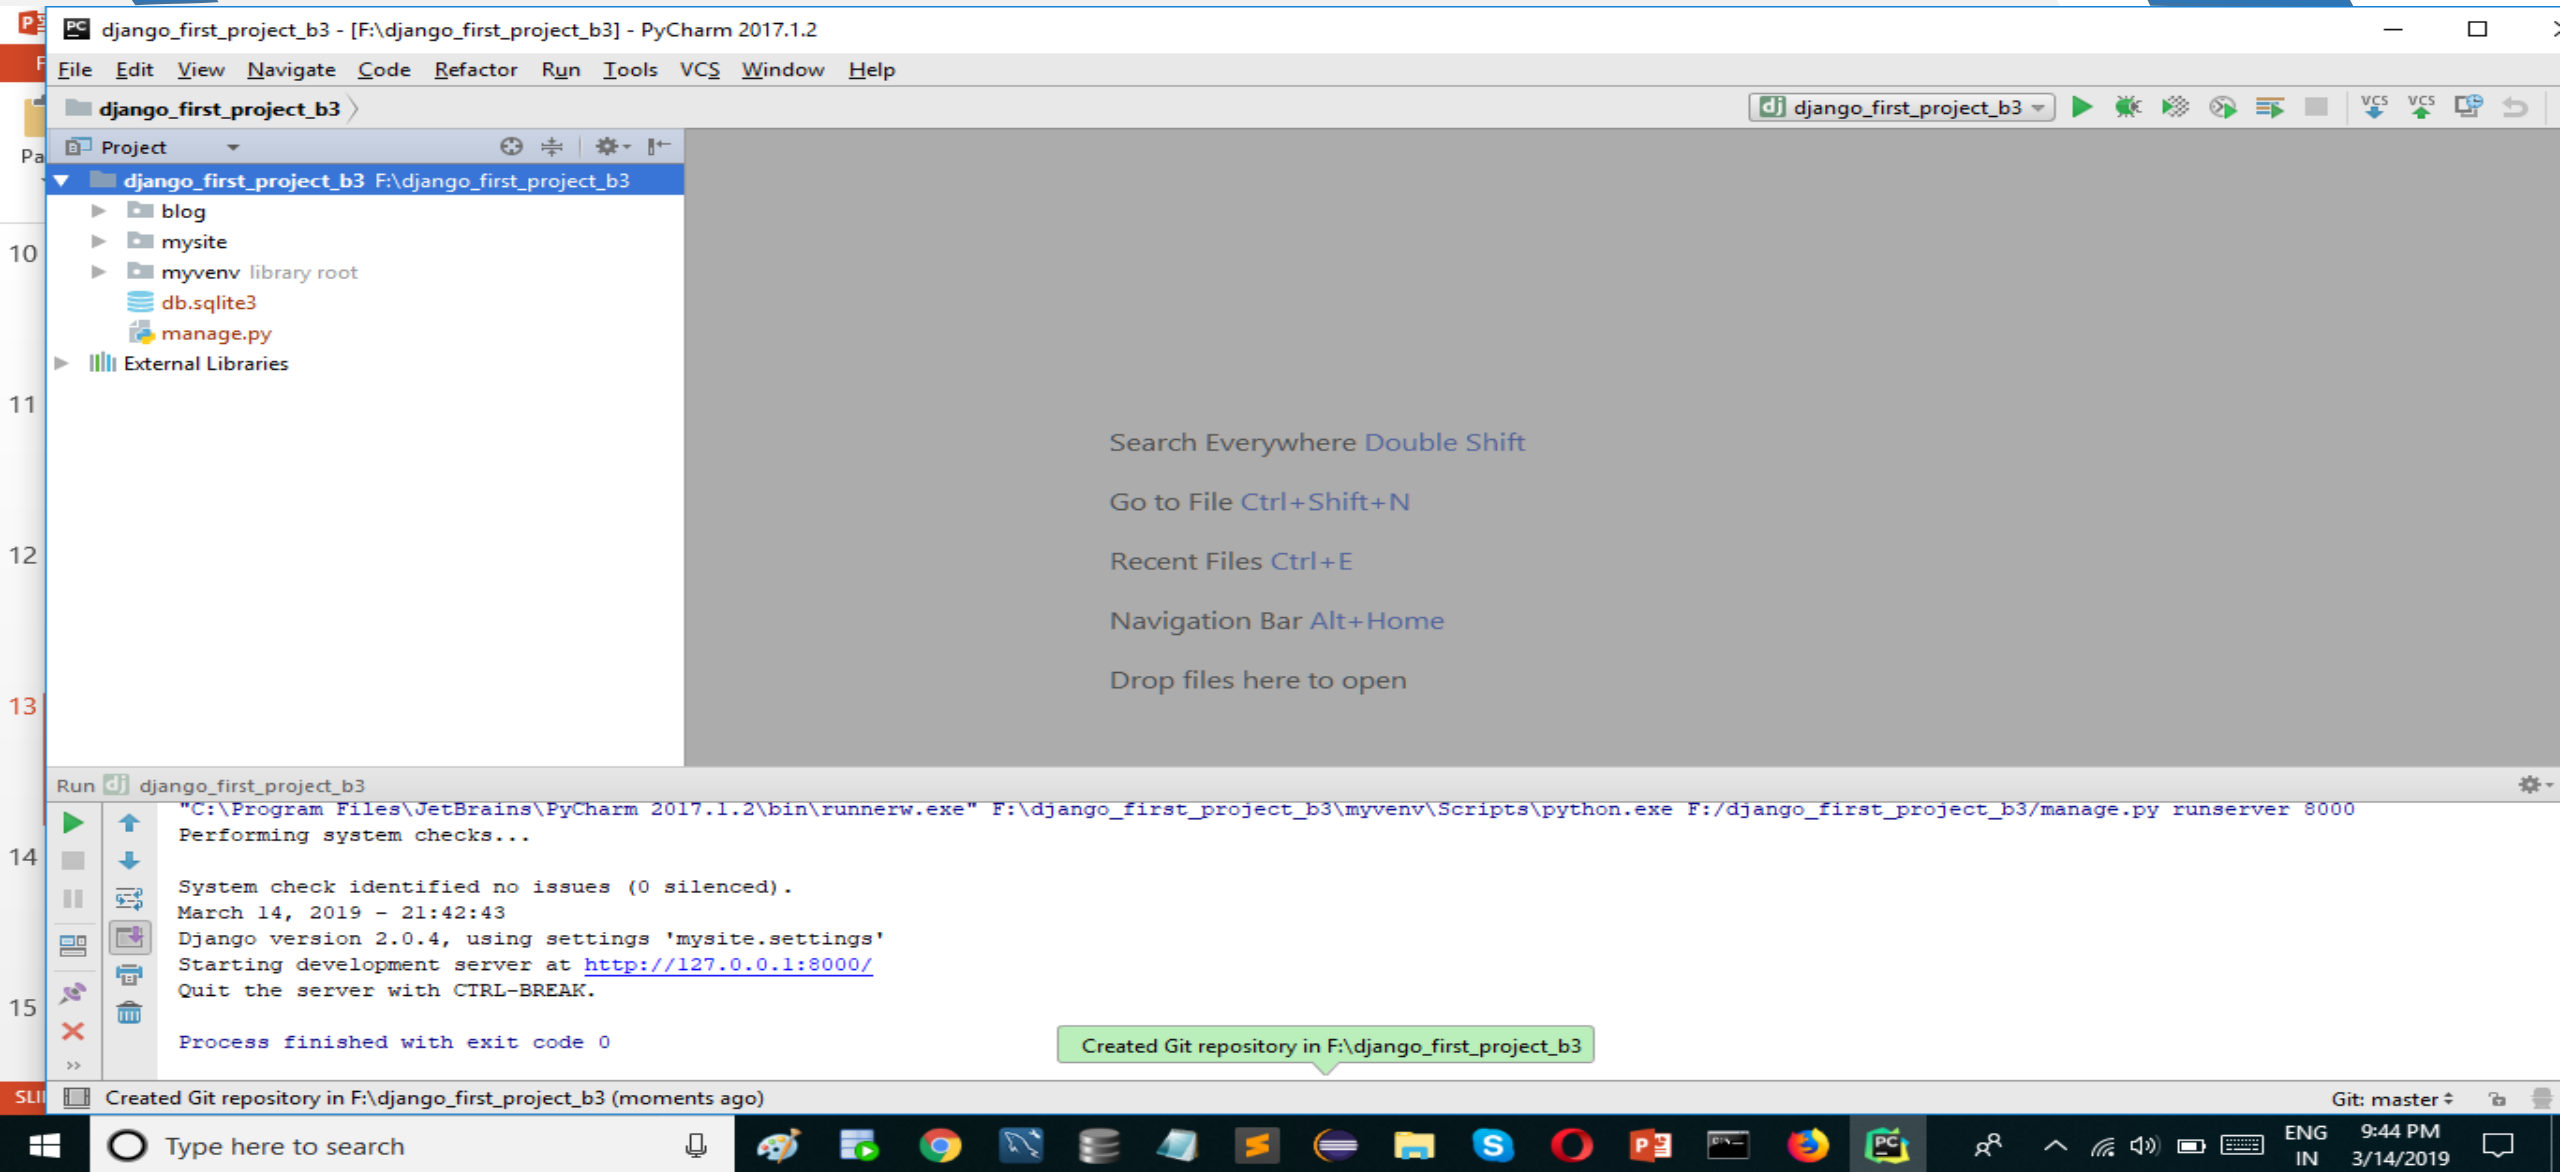 django_first_project_b3 - [F:\django_first_project_b3] - PyCharm 2017.1.2
File Edit View Navigate Code Refactor Run Tools VCS Window Help
django_first_project_b3
django_first_project_b3
VCS VCS
Pa
Project
django_first_project_b3 F:\django_first_project_b3
blog
mysite
myvenv library root
db.sqlite3
manage.py
External Libraries
10
11
12
13
14
15
Search Everywhere Double Shift
Go to File Ctrl+Shift+N
Recent Files Ctrl+E
Navigation Bar Alt+Home
Drop files here to open
Run django_first_project_b3
"C:\Program Files\JetBrains\PyCharm 2017.1.2\bin\runnerw.exe" F:\django_first_project_b3\myvenv\Scripts\python.exe F:/django_first_project_b3/manage.py runserver 8000
Performing system checks...
System check identified no issues (0 silenced).
March 14, 2019 - 21:42:43
Django version 2.0.4, using settings 'mysite.settings'
Starting development server at http://127.0.0.1:8000/
Quit the server with CTRL-BREAK.
Process finished with exit code 0
Created Git repository in F:\django_first_project_b3
SLI
Created Git repository in F:\django_first_project_b3 (moments ago)
Git: master
Type here to search
ENG
IN
9:44 PM
3/14/2019